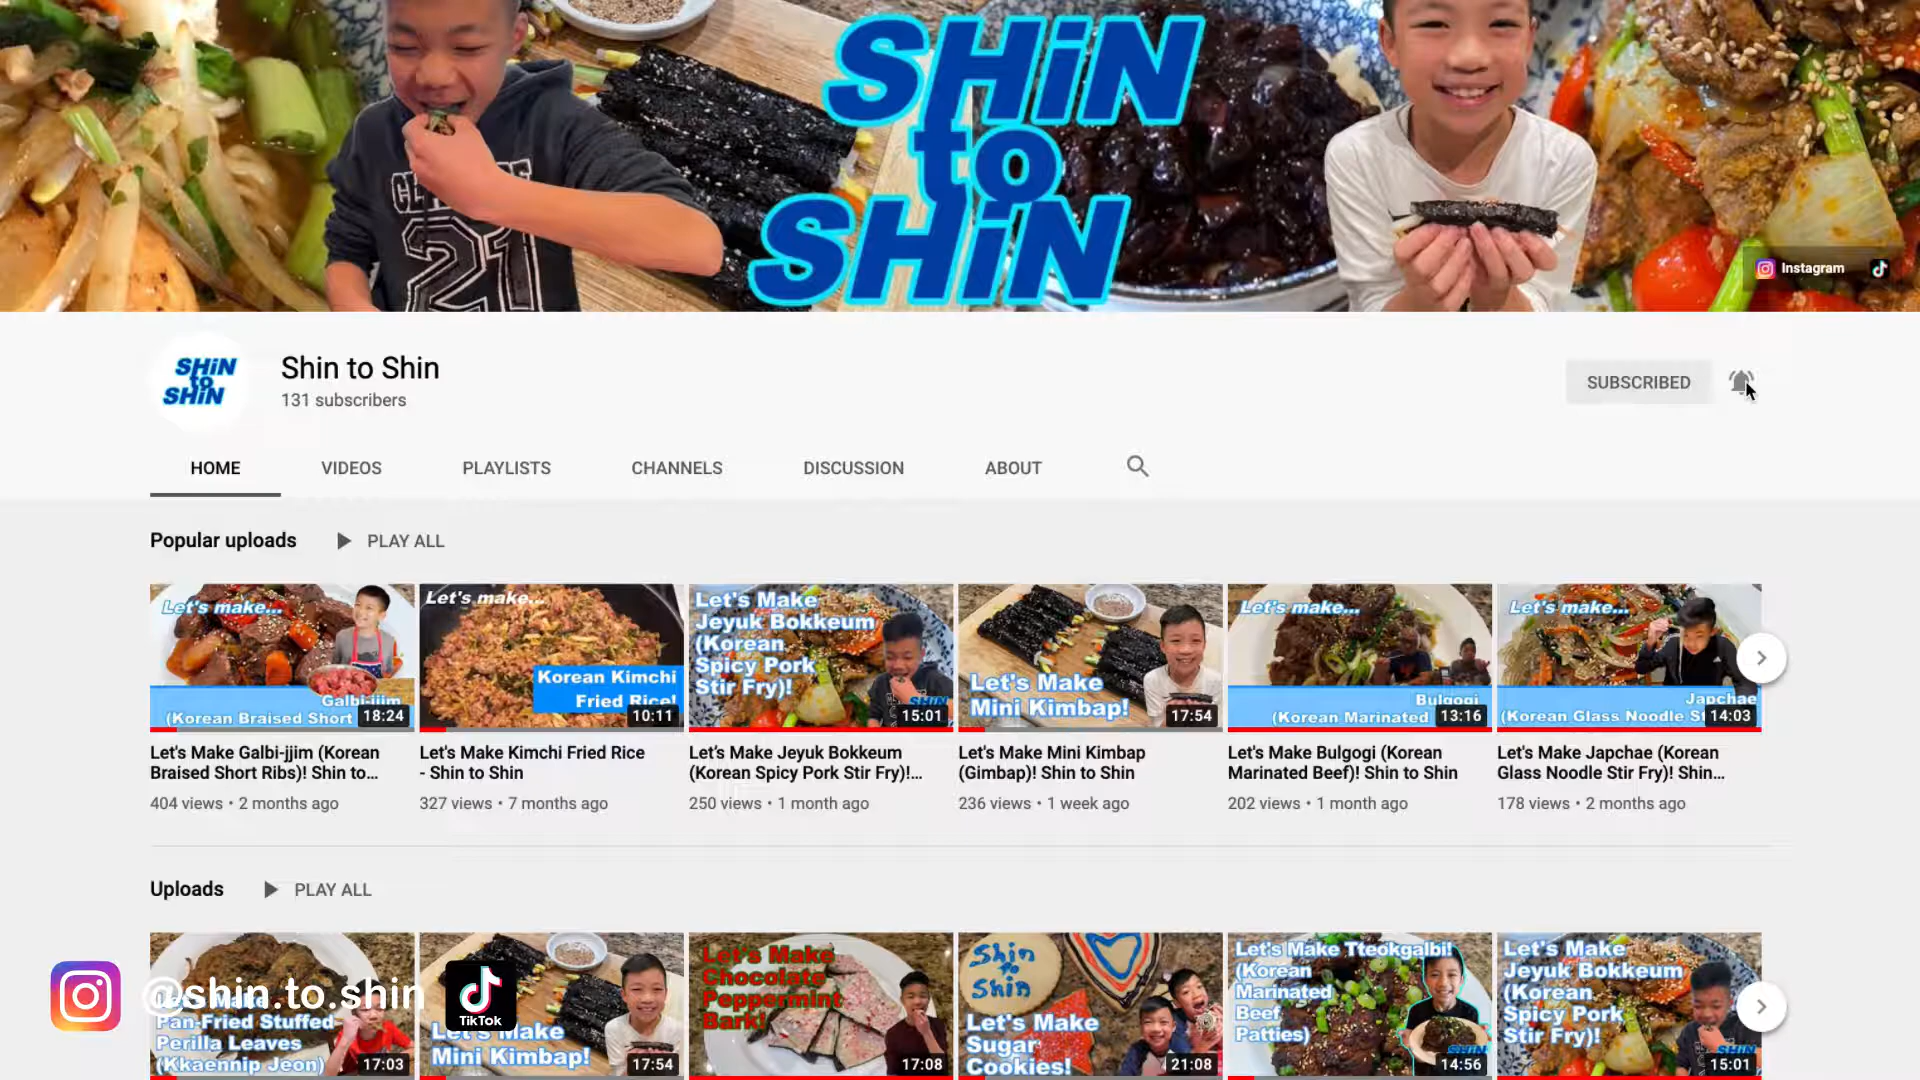 SHiN
to
SHiN
21
Instagram
SHiN
to
SHiN
Shin to Shin
131 subscribers
SUBSCRIBED
HOME
VIDEOS
PLAYLISTS
CHANNELS
DISCUSSION
ABOUT
Popular uploads
PLAY ALL
Let's make...
Galbi-jjim
(Korean Braised Short
18:24
Let's make...
Korean Kimchi
Fried Rice!
10:11
Let's Make
Jeyuk Bokkeum
(Korean
Spicy Pork
Stir Fry)!
15:01
Let's Make
Mini Kimbap!
17:54
Let's make...
Bulgogi
(Korean Marinated
13:16
Let's make...
Japchae
(Korean Glass Noodle St
14:03
Let's Make Galbi-jjim (Korean
Braised Short Ribs)! Shin to...
404 views • 2 months ago
Let's Make Kimchi Fried Rice
- Shin to Shin
327 views • 7 months ago
Let’s Make Jeyuk Bokkeum
(Korean Spicy Pork Stir Fry)!...
250 views • 1 month ago
Let's Make Mini Kimbap
(Gimbap)! Shin to Shin
236 views • 1 week ago
Let's Make Bulgogi (Korean
Marinated Beef)! Shin to Shin
202 views • 1 month ago
Let's Make Japchae (Korean
Glass Noodle Stir Fry)! Shin...
178 views • 2 months ago
Uploads
PLAY ALL
@shin.to.shin
TikTok
Let's Make
Pan-Fried Stuffed
Perilla Leaves
(Kkaennip Jeon)
17:03
Let's Make
Mini Kimbap!
17:54
Let's Make
Chocolate
Peppermint
Bark!
17:08
Shin
to
Shin
Let's Make
Sugar
Cookies!
21:08
Let's Make Tteokgalbi!
(Korean
Marinated
Beef
Patties)
14:56
Let's Make
Jeyuk Bokkeum
(Korean
Spicy Pork
Stir Fry)!
15:01